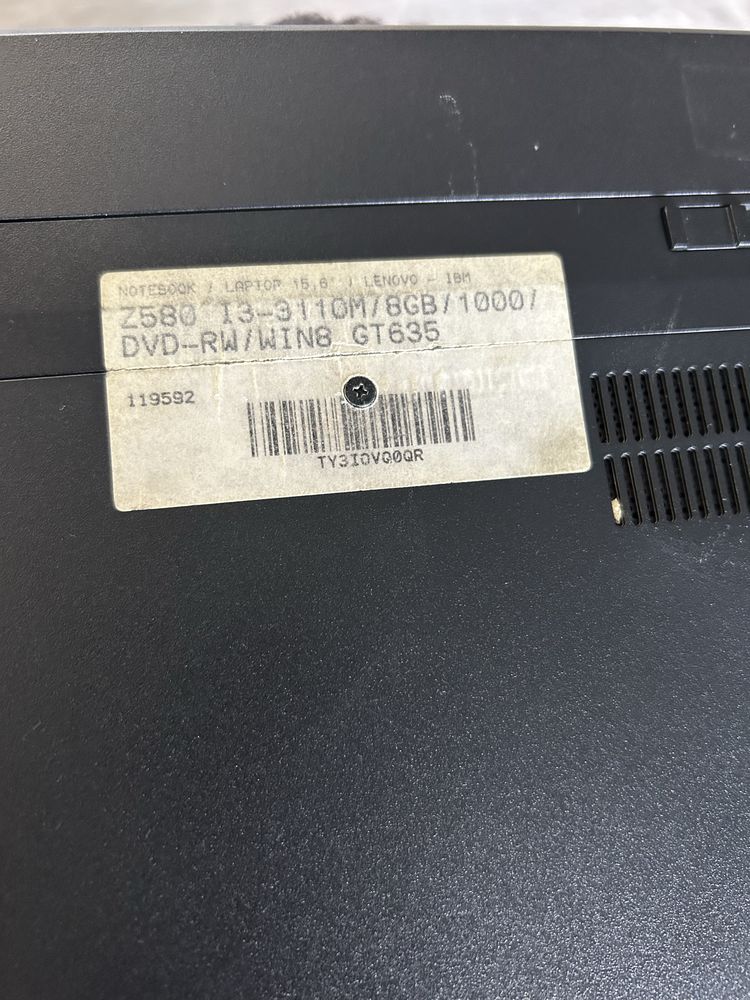 NOTEBOOK / LAPTOP 15,6" | LENOVO - IBM
Z580 I3-3110M/8GB/1000/
DVD-RW/WIN8 GT635
119592
TY3IOVQ0QR